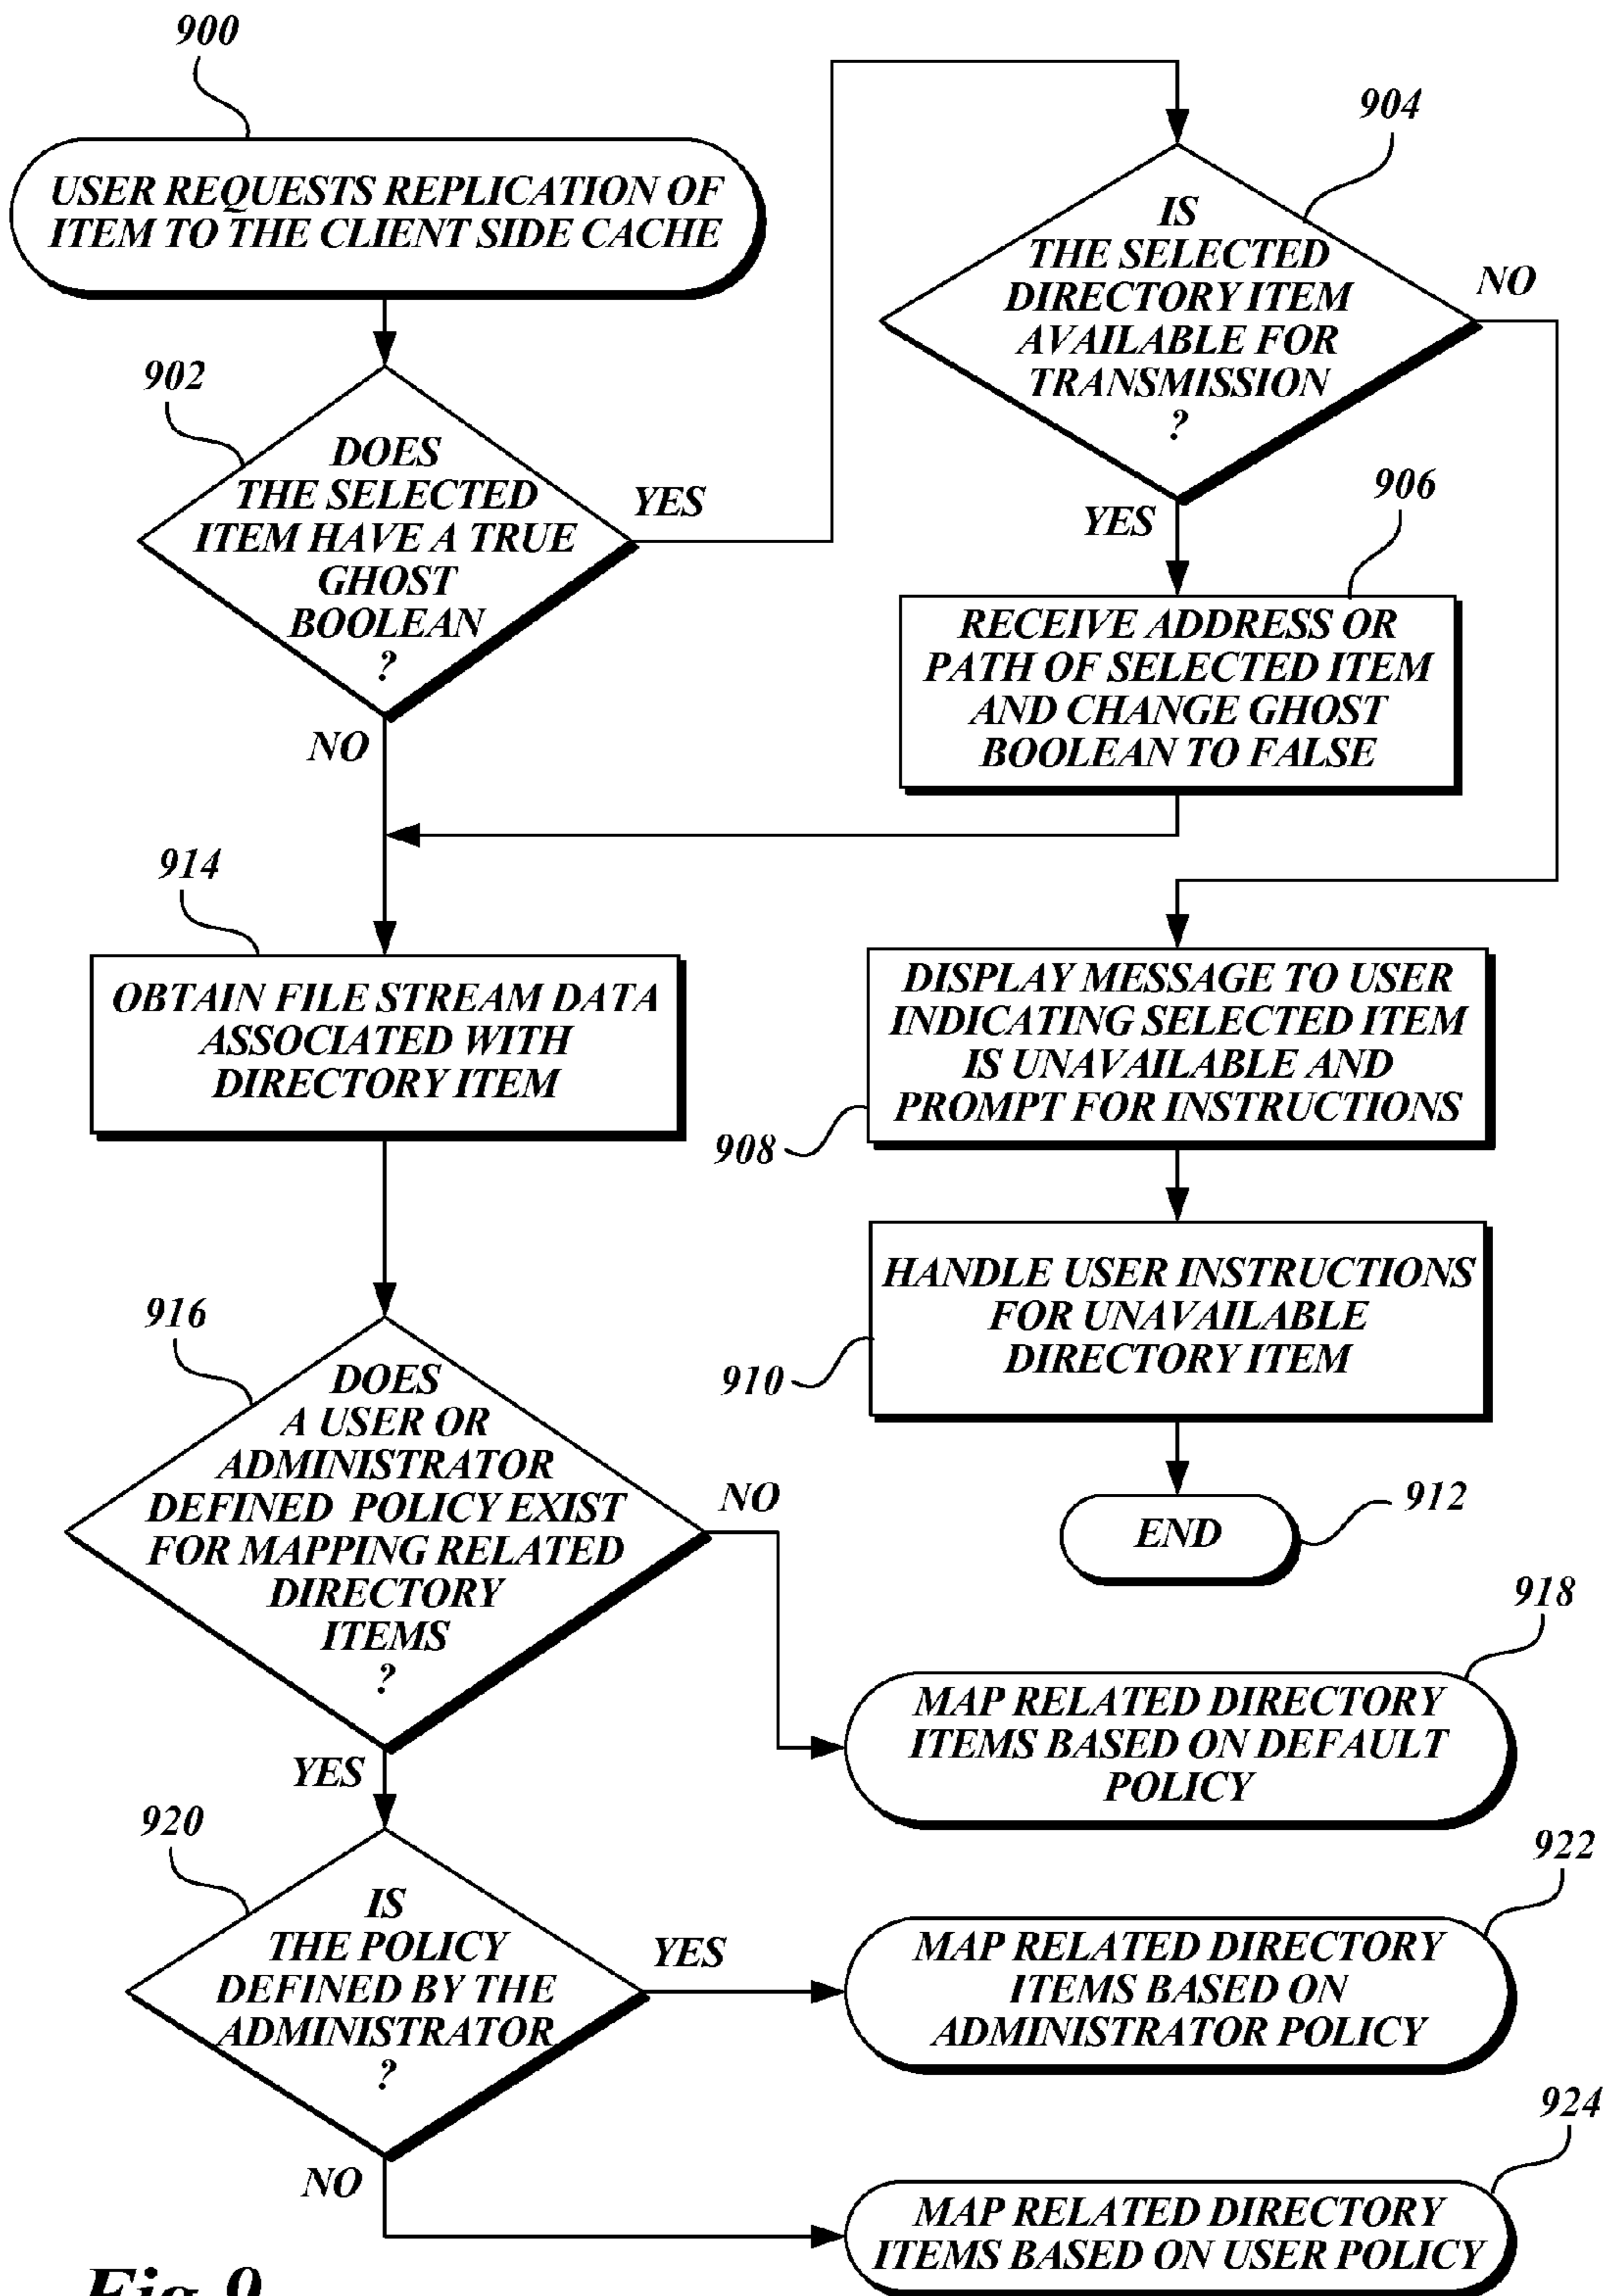 900
USER REQUESTS REPLICATION OF
ITEM TO THE CLIENT SIDE CACHE
902
DOES
THE SELECTED
ITEM HAVE A TRUE
GHOST
BOOLEAN
?
YES
NO
904
IS
THE SELECTED
DIRECTORY ITEM
AVAILABLE FOR
TRANSMISSION
?
NO
YES
906
RECEIVE ADDRESS OR
PATH OF SELECTED ITEM
AND CHANGE GHOST
BOOLEAN TO FALSE
914
OBTAIN FILE STREAM DATA
ASSOCIATED WITH
DIRECTORY ITEM
DISPLAY MESSAGE TO USER
INDICATING SELECTED ITEM
IS UNAVAILABLE AND
PROMPT FOR INSTRUCTIONS
908
HANDLE USER INSTRUCTIONS
FOR UNAVAILABLE
DIRECTORY ITEM
910
END
912
916
DOES
A USER OR
ADMINISTRATOR
DEFINED POLICY EXIST
FOR MAPPING RELATED
DIRECTORY
ITEMS
?
NO
YES
918
MAP RELATED DIRECTORY
ITEMS BASED ON DEFAULT
POLICY
920
IS
THE POLICY
DEFINED BY THE
ADMINISTRATOR
?
YES
NO
922
MAP RELATED DIRECTORY
ITEMS BASED ON
ADMINISTRATOR POLICY
924
MAP RELATED DIRECTORY
ITEMS BASED ON USER POLICY
Fig.9